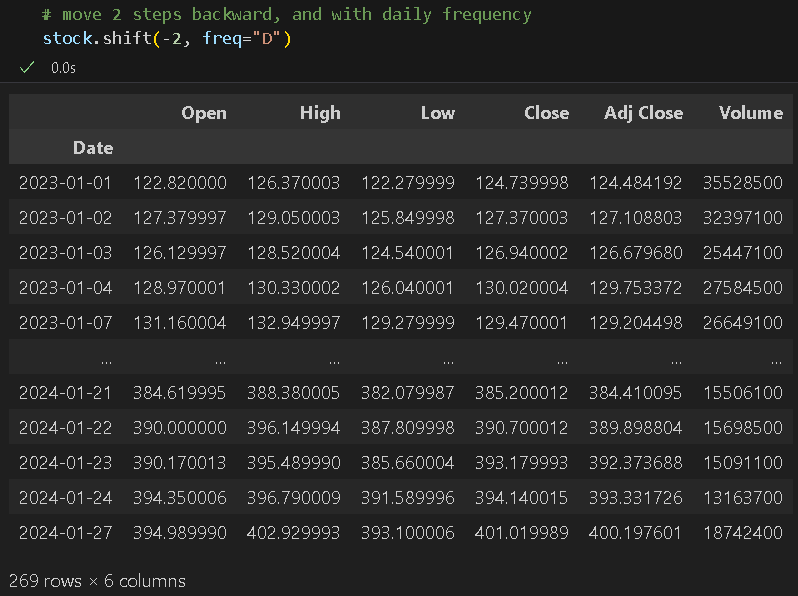 # move 2 steps backward, and with daily frequency
stock.shift(-2, freq="D")
0.0s
Open High Low Close Adj Close Volume
Date
2023-01-01 122.820000 126.370003 122.279999 124.739998 124.484192 35528500
2023-01-02 127.379997 129.050003 125.849998 127.370003 127.108803 32397100
2023-01-03 126.129997 128.520004 124.540001 126.940002 126.679680 25447100
2023-01-04 128.970001 130.330002 126.040001 130.020004 129.753372 27584500
2023-01-07 131.160004 132.949997 129.279999 129.470001 129.204498 26649100
... ... ... ... ... ... ...
2024-01-21 384.619995 388.380005 382.079987 385.200012 384.410095 15506100
2024-01-22 390.000000 396.149994 387.809998 390.700012 389.898804 15698500
2024-01-23 390.170013 395.489990 385.660004 393.179993 392.373688 15091100
2024-01-24 394.350006 396.790009 391.589996 394.140015 393.331726 13163700
2024-01-27 394.989990 402.929993 393.100006 401.019989 400.197601 18742400
269 rows × 6 columns